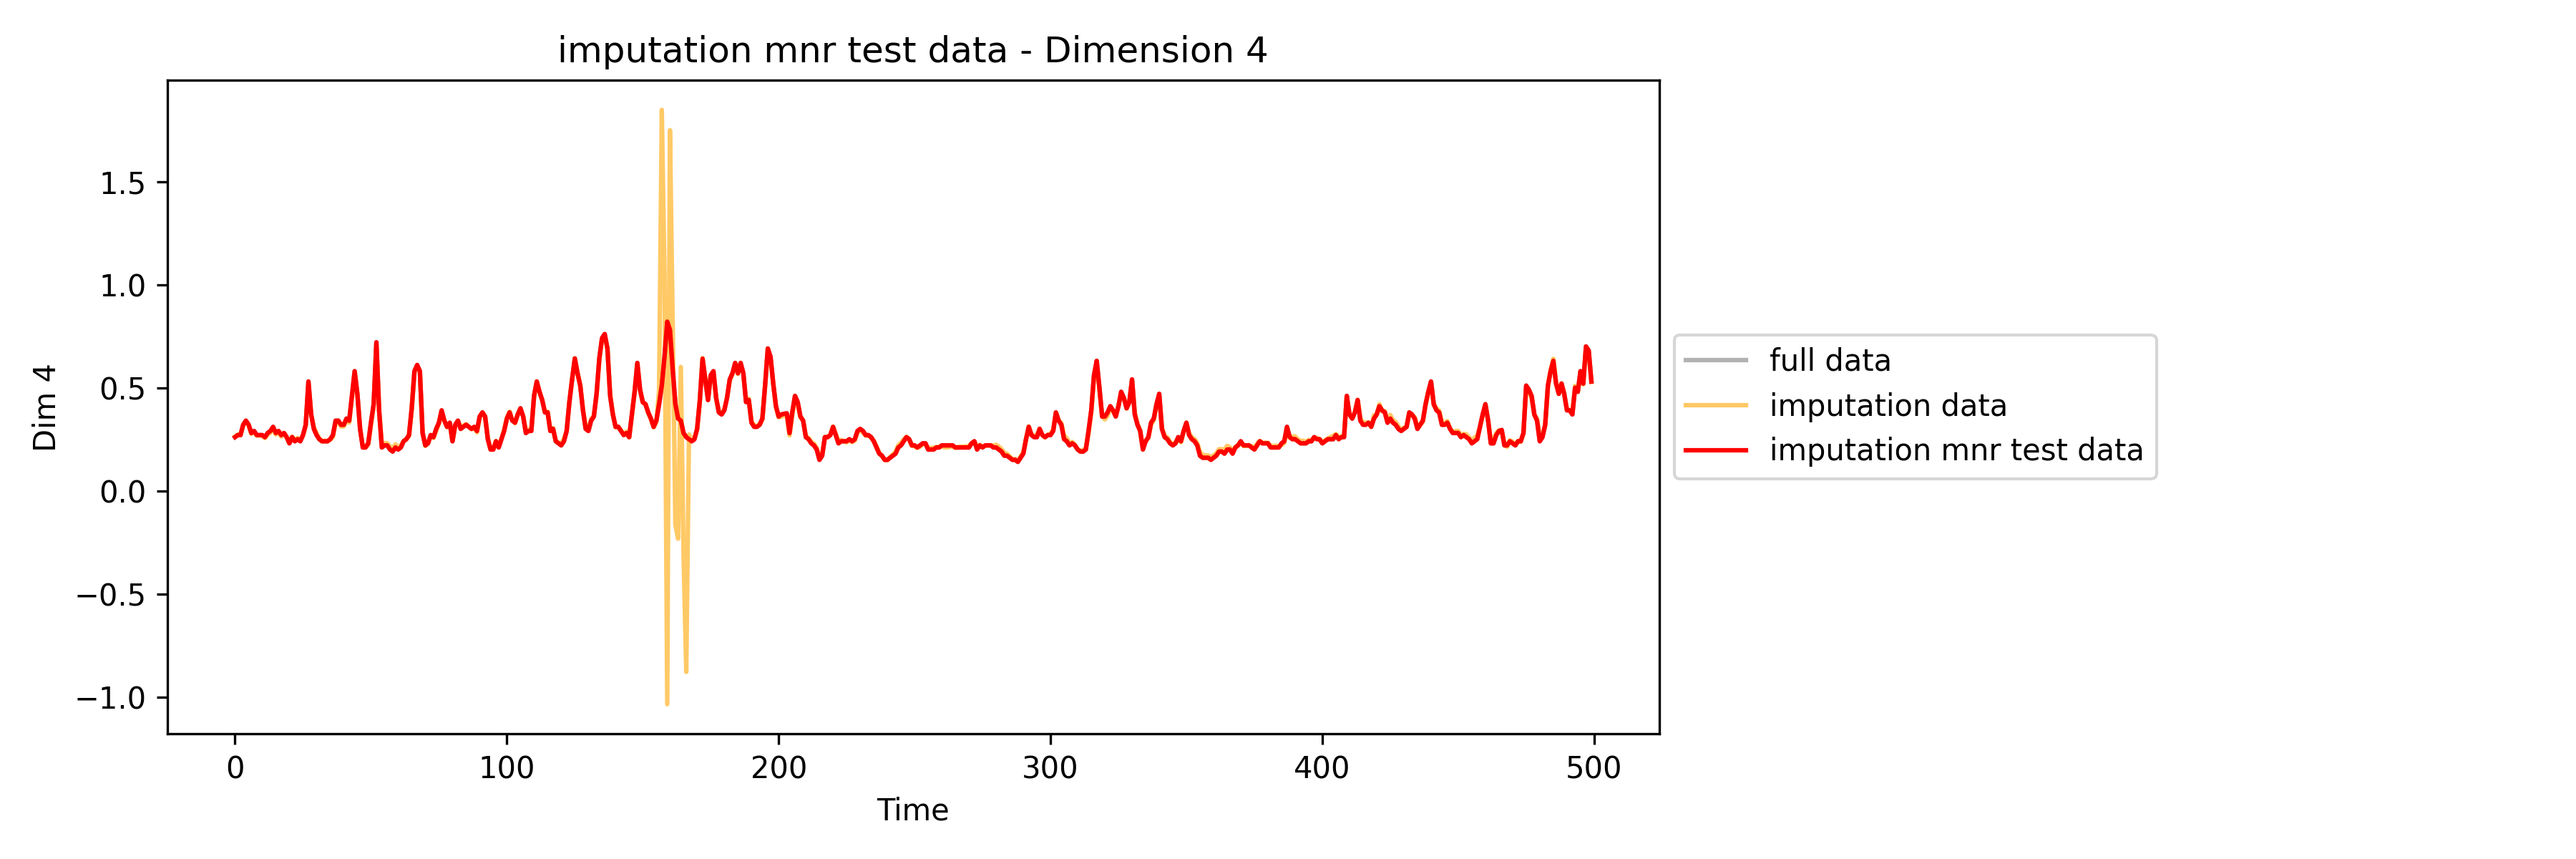 imputation mnr test data - Dimension 4
Dim 4
1.5
1.0
0.5
0.0
−0.5
−1.0
0 100 200 300 400 500
Time
full data
imputation data
imputation mnr test data